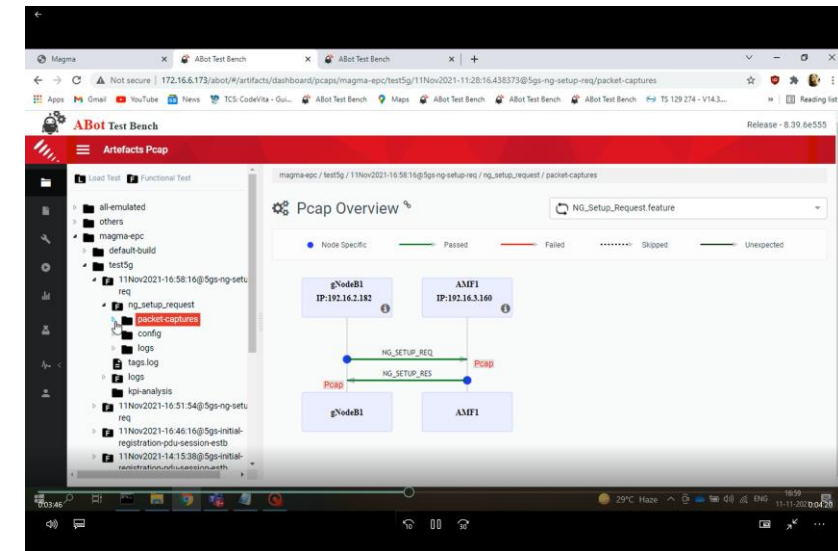 Magma
ABot Test Bench
ABot Test Bench
Not secure | 172.16.6.173/abot/#/artifacts/dashboard/pcaps/magma-epc/test5g/11Nov2021-11:28:16.438373@5gs-ng-setup-req/packet-captures
Apps Gmail YouTube News TCS: CodeVita - Gui... ABot Test Bench Maps ABot Test Bench ABot Test Bench ABot Test Bench TS 129 274 - V14.3... Reading list
ABot Test Bench
Release - 8.39.6e555
Artefacts Pcap
Load Test Functional Test
magma-epc / test5g / 11Nov2021-16:58:16@5gs-ng-setup-req / ng_setup_request / packet-captures
all-emulated
others
magma-epc
default-build
test5g
11Nov2021-16:58:16@5gs-ng-setu
req
ng_setup_request
packet-captures
config
logs
tags.log
logs
kpi-analysis
11Nov2021-16:51:54@5gs-ng-setu
req
11Nov2021-16:46:16@5gs-initial-
registration-pdu-session-estb
11Nov2021-14:15:38@5gs-initial-
registration-pdu-session-estb
Pcap Overview
NG_Setup_Request.feature
Node Specific Passed Failed Skipped Unexpected
gNodeB1
IP:192.16.2.182
AMF1
IP:192.16.3.160
NG_SETUP_REQ
Pcap
NG_SETUP_RES
Pcap
gNodeB1
AMF1
29°C Haze
ENG
16:59
11-11-2021
0:03:46
0:04:20
10
30